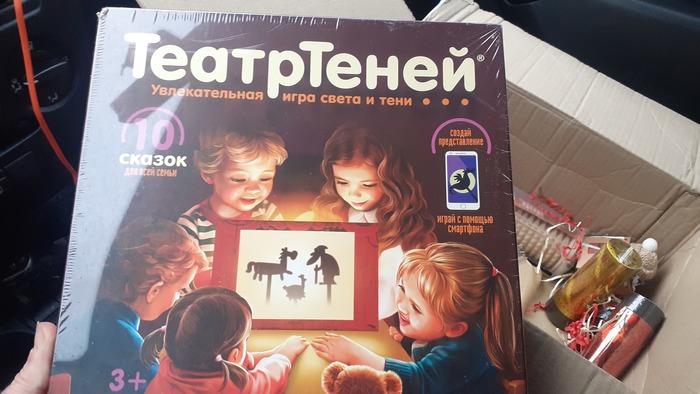 ТеатрТеней®
Увлекательная игра света и тени
10
сказок
для всей семьи
создай
представление
играй с помощью
смартфона
3+